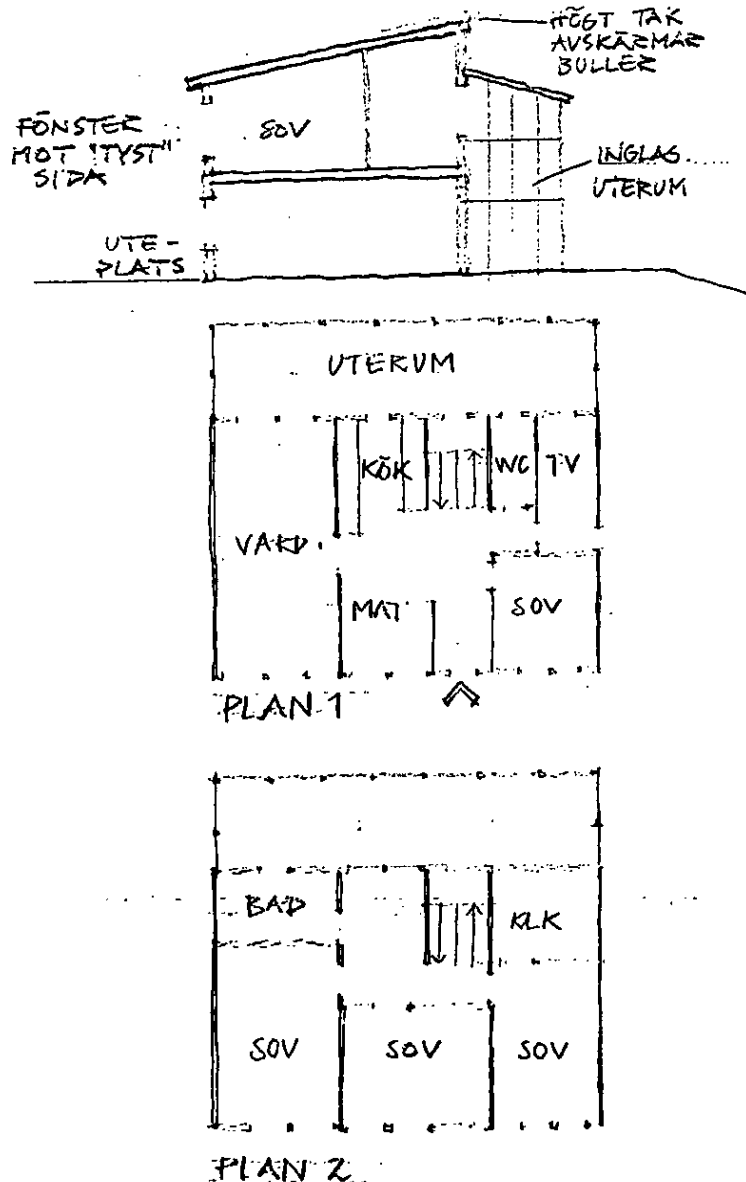 HÖGT TAK
AVSKÄRMAR
BULLER
FÖNSTER
MOT "TYST"
SIDA
SOV
INGLAS.
UTERUM
UTE-
PLATS
UTERUM
KÖK
WC
TV
VARD.
MAT
SOV
PLAN 1
BAD
KLK
SOV
SOV
SOV
PLAN 2